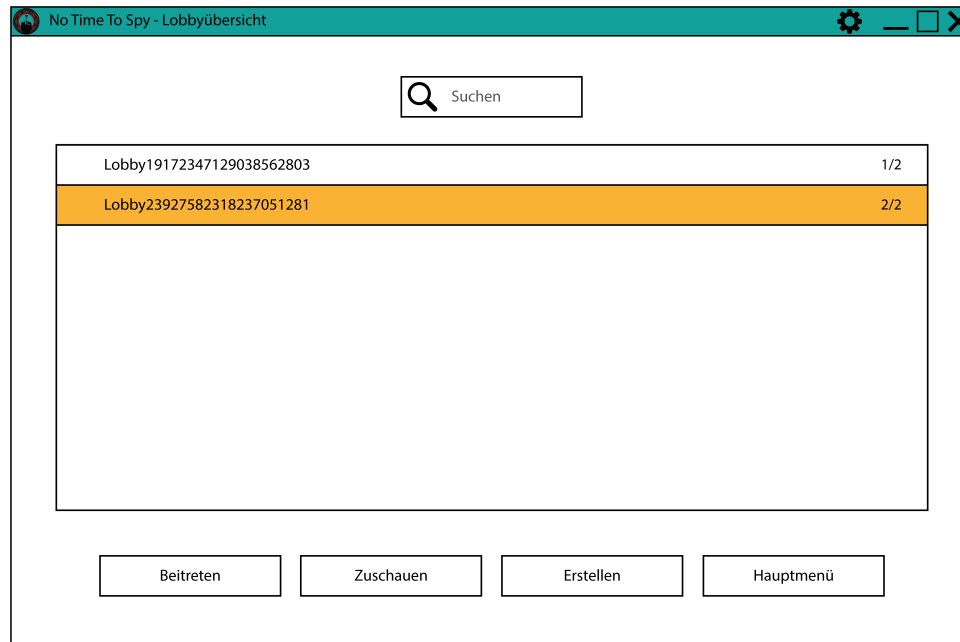 No Time To Spy - Lobbyübersicht
Suchen
Lobby19172347129038562803 1/2
Lobby23927582318237051281 2/2
Beitreten Zuschauen Erstellen Hauptmenü